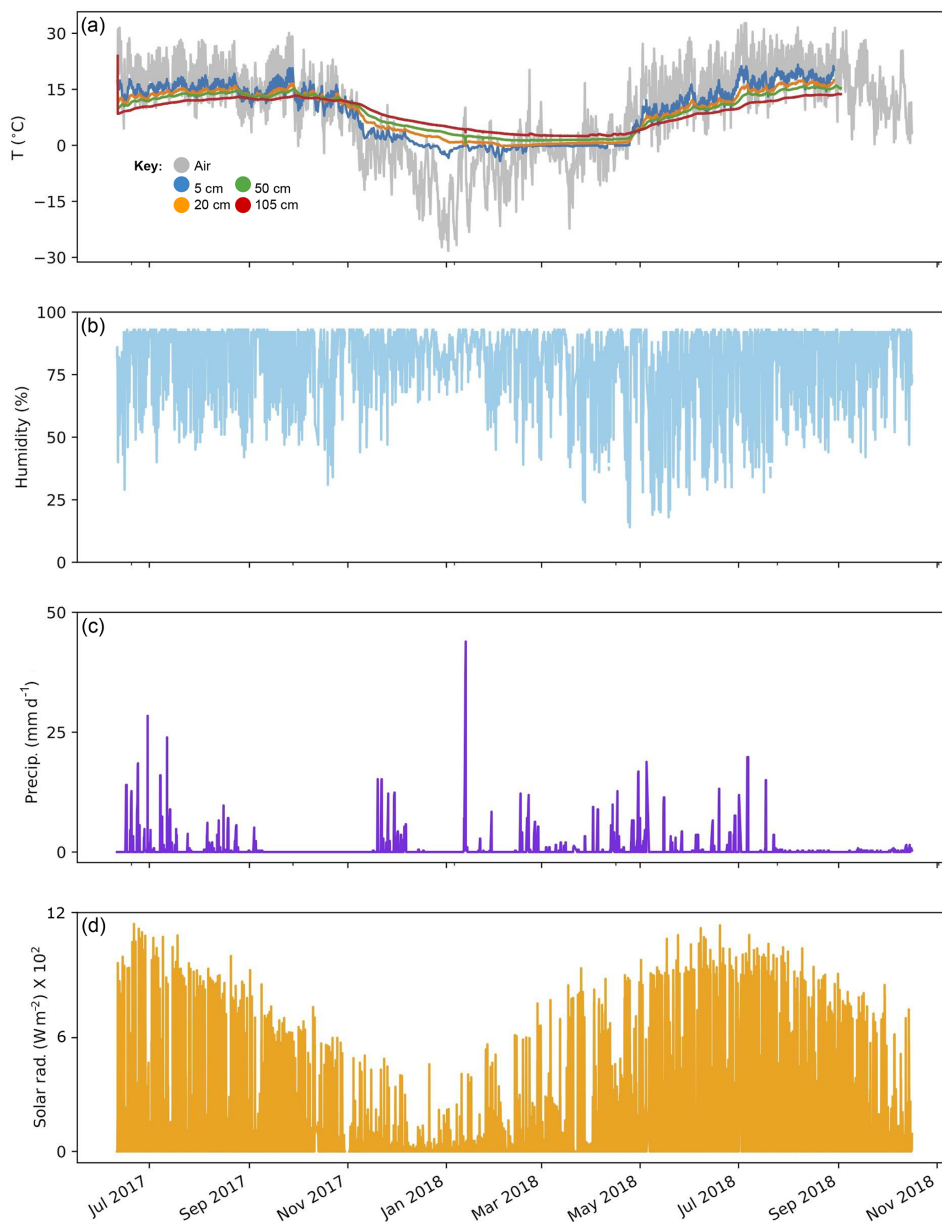 (a)
T (°C)
30
15
0
−15
−30
Key: Air
5 cm 50 cm
20 cm 105 cm
(b)
Humidity (%)
100
75
50
25
0
(c)
Precip. (mm d⁻¹)
50
25
0
(d)
Solar rad. (W m⁻²) X 10²
12
6
0
Jul 2017 Sep 2017 Nov 2017 Jan 2018 Mar 2018 May 2018 Jul 2018 Sep 2018 Nov 2018